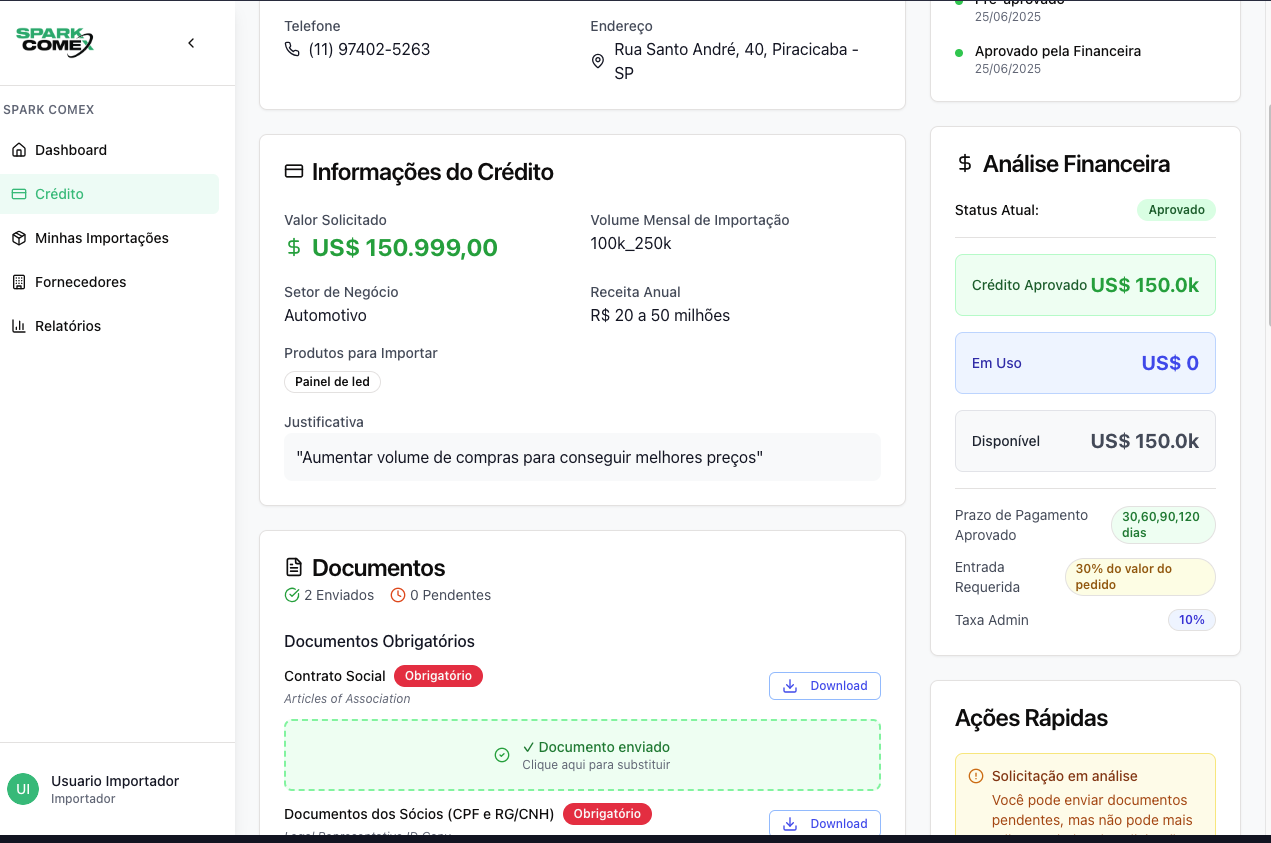 SPARK
COMEX
SPARK COMEX
Dashboard
Crédito
Minhas Importações
Fornecedores
Relatórios
UI
Usuario Importador
Importador
Telefone
(11) 97402-5263
Endereço
Rua Santo André, 40, Piracicaba -
SP
Informações do Crédito
Valor Solicitado
$ US$ 150.999,00
Volume Mensal de Importação
100k_250k
Setor de Negócio
Automotivo
Receita Anual
R$ 20 a 50 milhões
Produtos para Importar
Painel de led
Justificativa
"Aumentar volume de compras para conseguir melhores preços"
Documentos
2 Enviados
0 Pendentes
Documentos Obrigatórios
Contrato Social
Obrigatório
Articles of Association
Download
✓ Documento enviado
Clique aqui para substituir
Documentos dos Sócios (CPF e RG/CNH)
Obrigatório
Download
Pré-aprovado
25/06/2025
Aprovado pela Financeira
25/06/2025
$ Análise Financeira
Status Atual:
Aprovado
Crédito Aprovado
US$ 150.0k
Em Uso
US$ 0
Disponível
US$ 150.0k
Prazo de Pagamento
Aprovado
30,60,90,120
dias
Entrada
Requerida
30% do valor do
pedido
Taxa Admin
10%
Ações Rápidas
Solicitação em análise
Você pode enviar documentos
pendentes, mas não pode mais